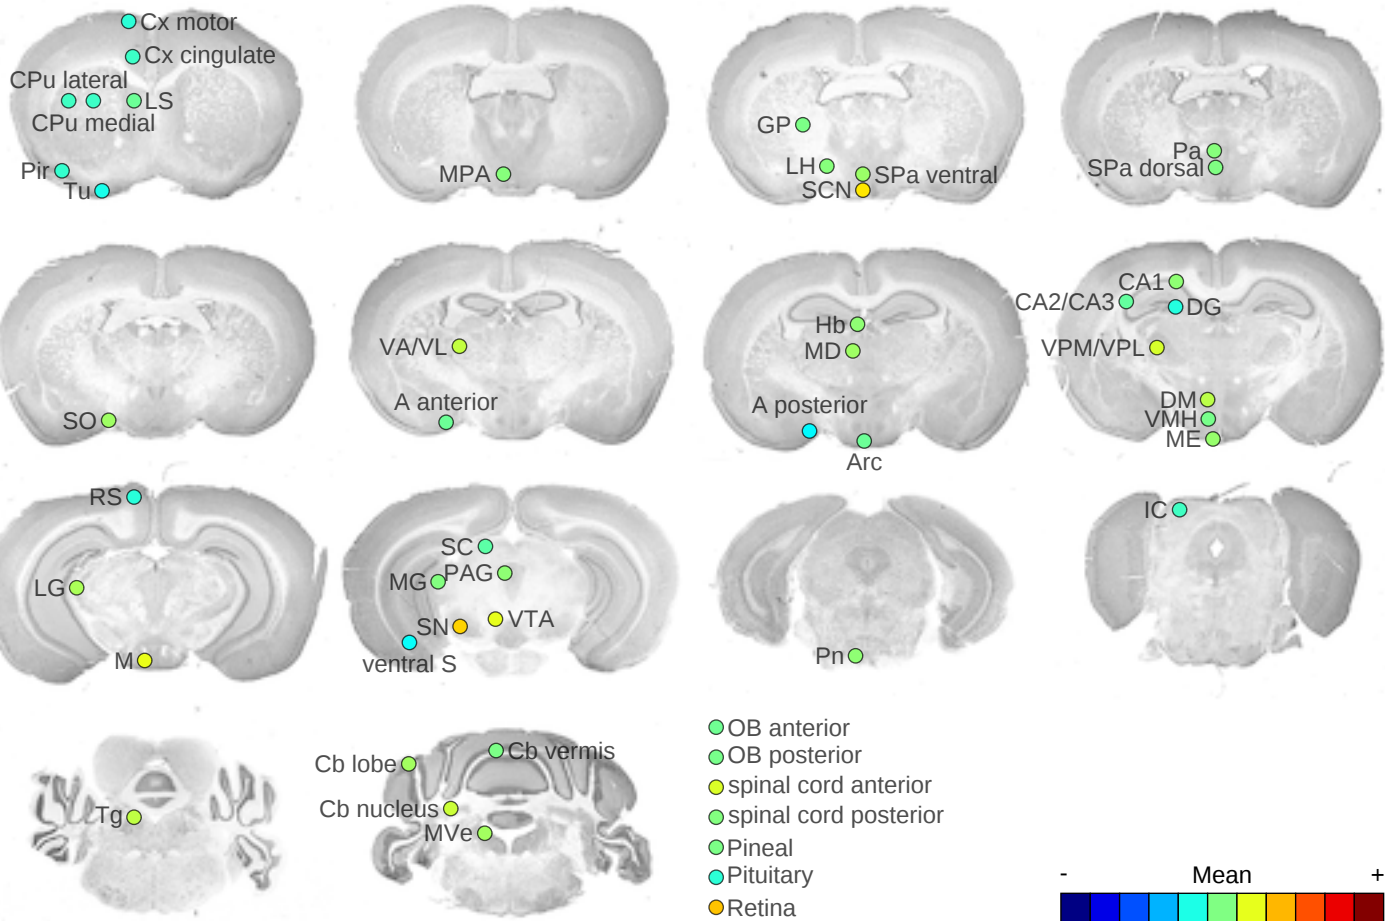 Cx motor
Cx cingulate
CPu lateral
LS
CPu medial
Pir
Tu
MPA
GP
LH
SPa ventral
SCN
Pa
SPa dorsal
SO
VA/VL
A anterior
Hb
MD
A posterior
Arc
CA1
CA2/CA3
DG
VPM/VPL
DM
VMH
ME
RS
LG
M
SC
MG
PAG
SN
VTA
ventral S
Pn
IC
Tg
Cb lobe
Cb vermis
Cb nucleus
MVe
OB anterior
OB posterior
spinal cord anterior
spinal cord posterior
Pineal
Pituitary
Retina
- Mean +